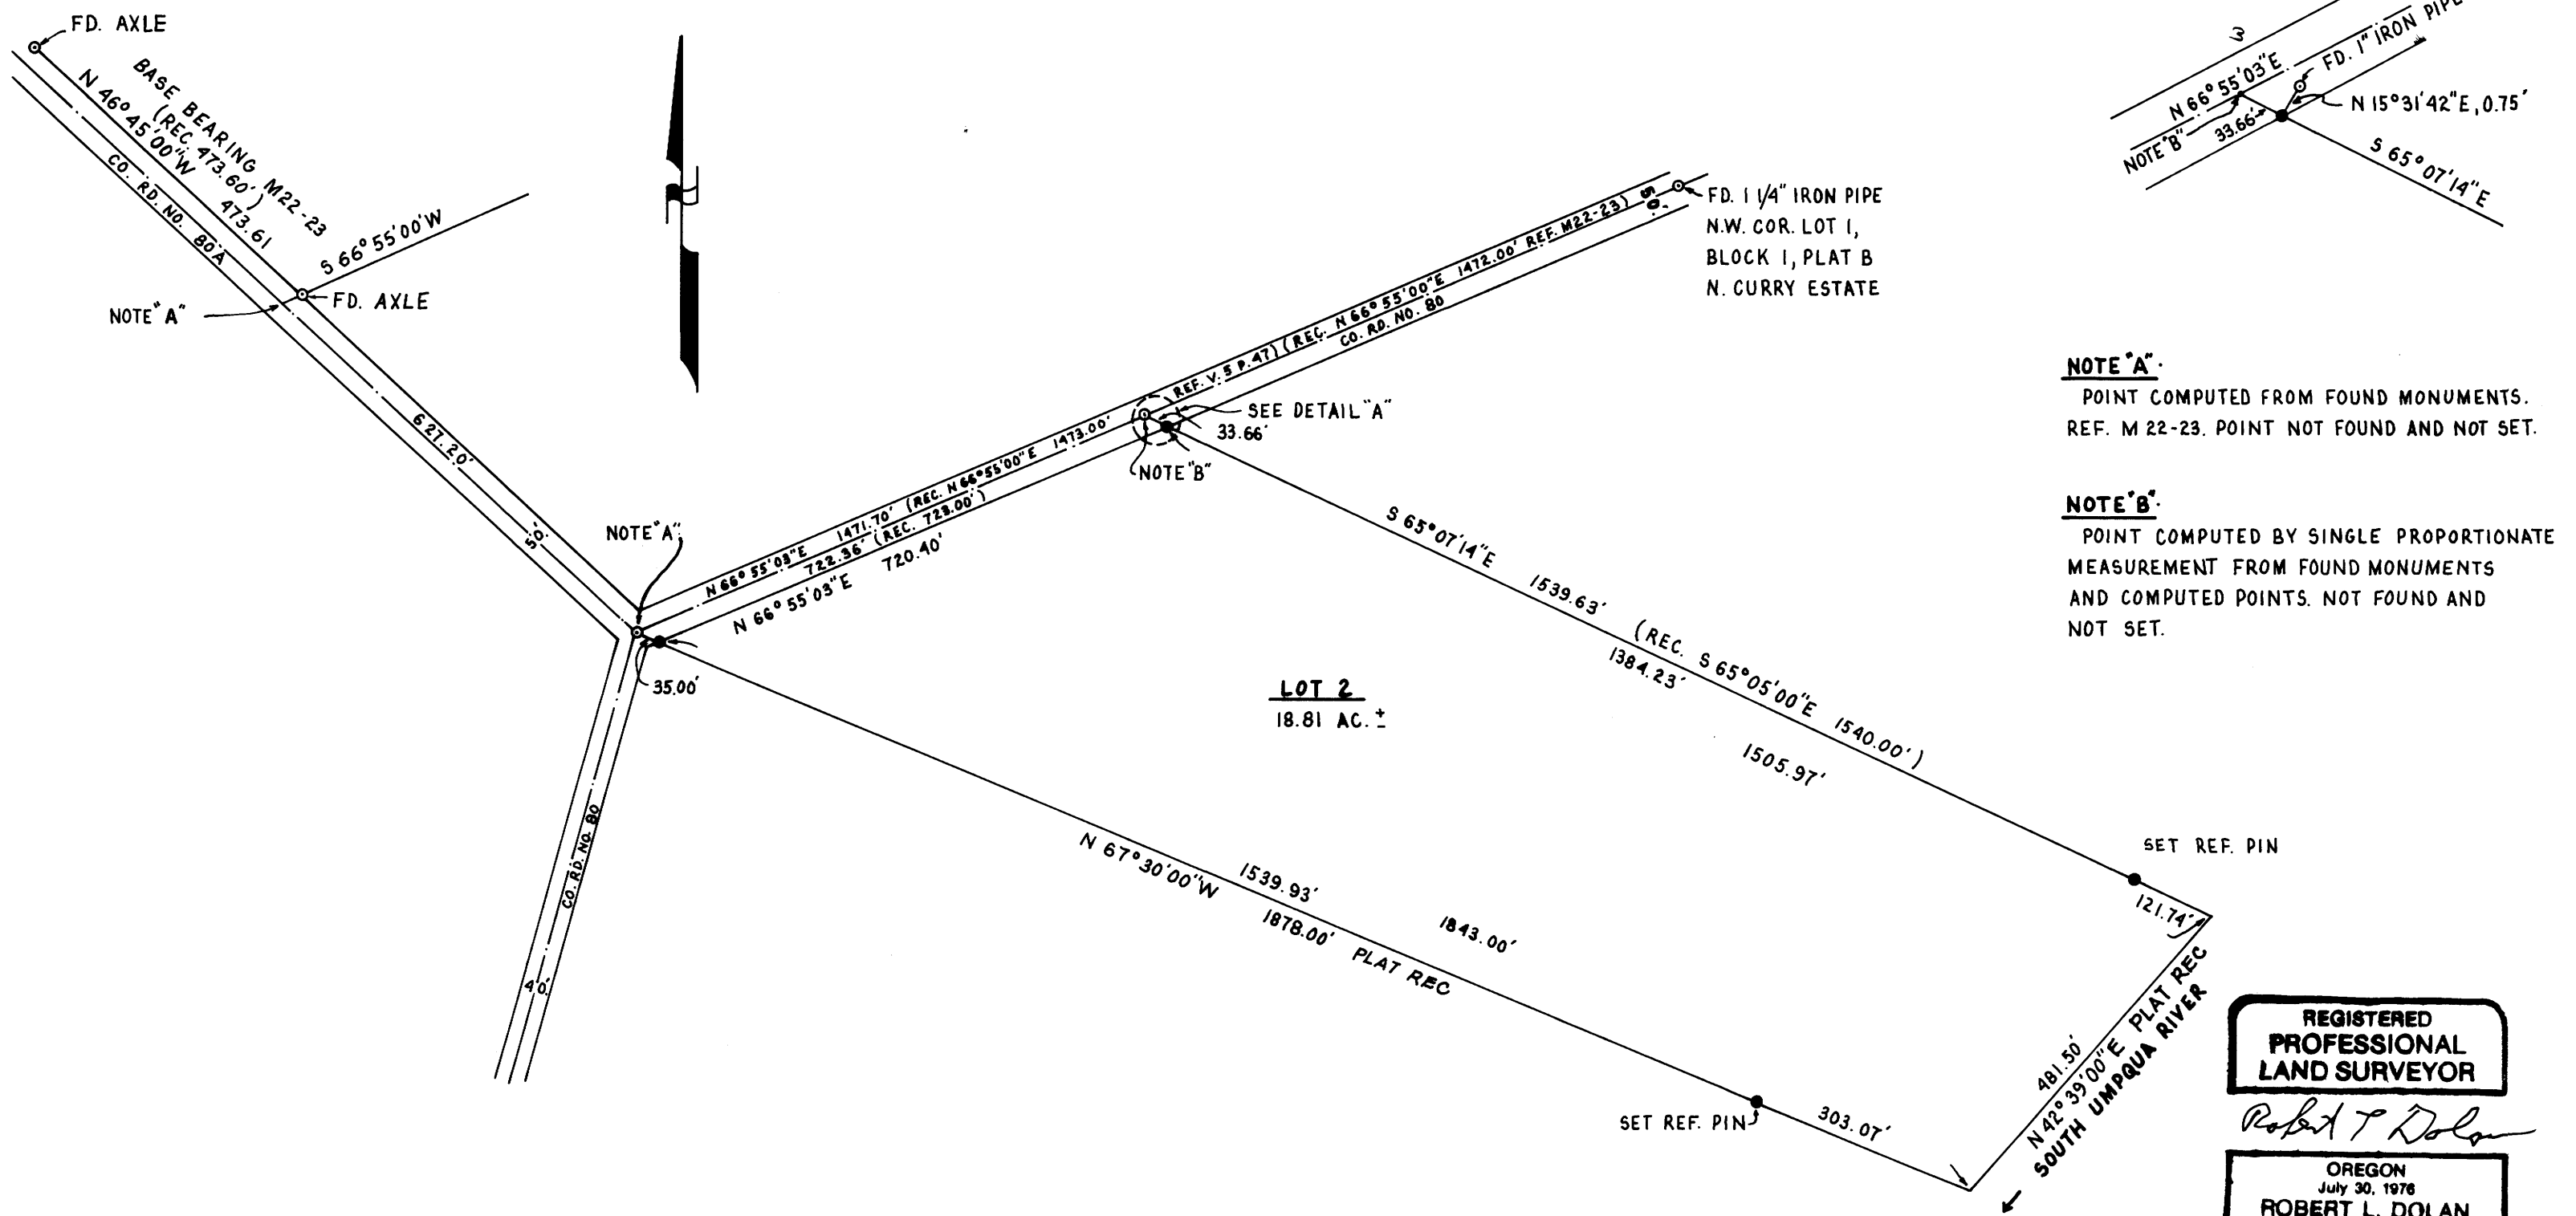 FD. AXLE
BASE BEARING M22-23
(REC. 473.60')
N 46° 45' 00" W 473.61
CO. RD. NO. 80A
S 66° 55' 00" W
FD. AXLE
NOTE "A"
627.20'
50.'
NOTE "A"
35.00'
CO. RD. NO. 80
40.'
N 66° 55' 03" E 1471.70' (REC. N 66° 55' 00" E 1473.00'
REF. V. 5 P. 47) (REC. N 66° 55' 00" E 1472.00' REF. M22-23)
50.'
722.36' (REC. 723.00')
N 66° 55' 03" E 720.40'
CO. RD. NO. 80
FD. 1 1/4" IRON PIPE
N.W. COR. LOT 1,
BLOCK 1, PLAT B
N. CURRY ESTATE
SEE DETAIL "A"
33.66'
NOTE "B"
S 65° 07' 14" E 1539.63' (REC. S 65° 05' 00" E 1540.00')
1384.23'
1505.97'
LOT 2
18.81 AC. ±
SET REF. PIN
121.74'
1539.93'
N 67° 30' 00" W
1843.00'
1878.00' PLAT REC
SET REF. PIN
303.07'
481.50'
N 42° 39' 00" E PLAT REC
SOUTH UMPQUA RIVER
FD. 1" IRON PIPE
N 66° 55' 03" E
N 15° 31' 42" E, 0.75'
NOTE "B"
33.66'
S 65° 07' 14" E
NOTE "A".
POINT COMPUTED FROM FOUND MONUMENTS.
REF. M 22-23. POINT NOT FOUND AND NOT SET.
NOTE "B".
POINT COMPUTED BY SINGLE PROPORTIONATE
MEASUREMENT FROM FOUND MONUMENTS
AND COMPUTED POINTS. NOT FOUND AND
NOT SET.
REGISTERED
PROFESSIONAL
LAND SURVEYOR
OREGON
July 30, 1976
ROBERT L. DOLAN